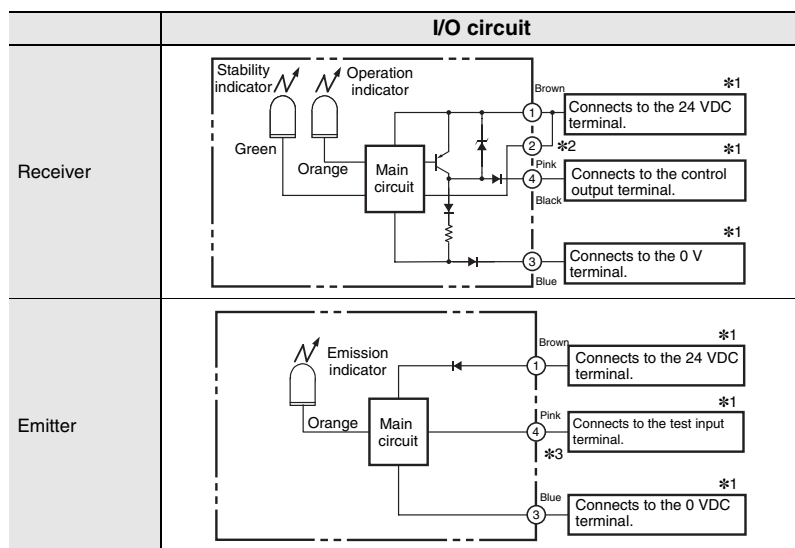 I/O circuit
Receiver
Stability
indicator
Operation
indicator
Green
Orange
Main
circuit
Brown
1
✻1
Connects to the 24 VDC
terminal.
2
✻2
Pink
✻1
4
Connects to the control
output terminal.
Black
✻1
3
Connects to the 0 V
terminal.
Blue
Emitter
Emission
indicator
Orange
Main
circuit
Brown
1
✻1
Connects to the 24 VDC
terminal.
Pink
✻1
4
Connects to the test input
terminal.
✻3
Blue
✻1
3
Connects to the 0 VDC
terminal.